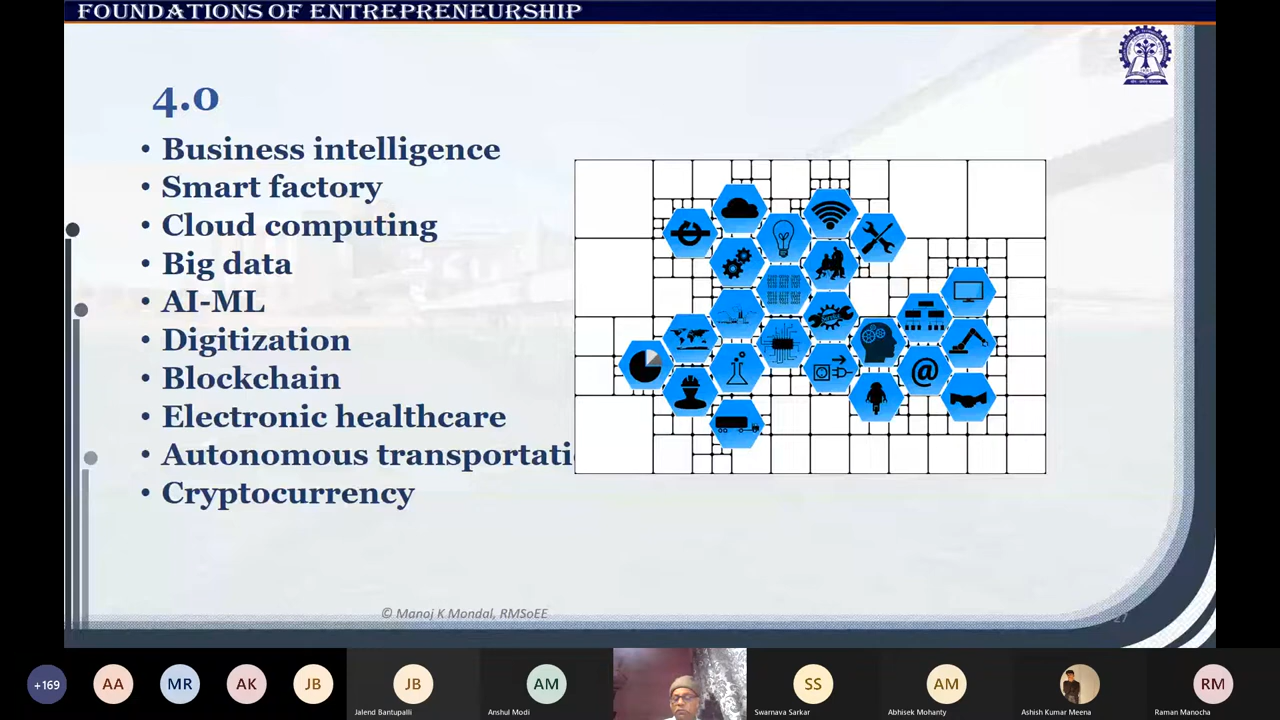 FOUNDATIONS OF ENTREPRENEURSHIP
4.0
• Business intelligence
• Smart factory
• Cloud computing
• Big data
• AI-ML
• Digitization
• Blockchain
• Electronic healthcare
• Autonomous transportati
• Cryptocurrency
@
© Manoj K Mondal, RMSoEE
27
+169
AA
MR
AK
JB
JB
AM
SS
AM
RM
Jalend Bantupalli
Anshul Modi
Swarnava Sarkar
Abhisek Mohanty
Ashish Kumar Meena
Raman Manocha